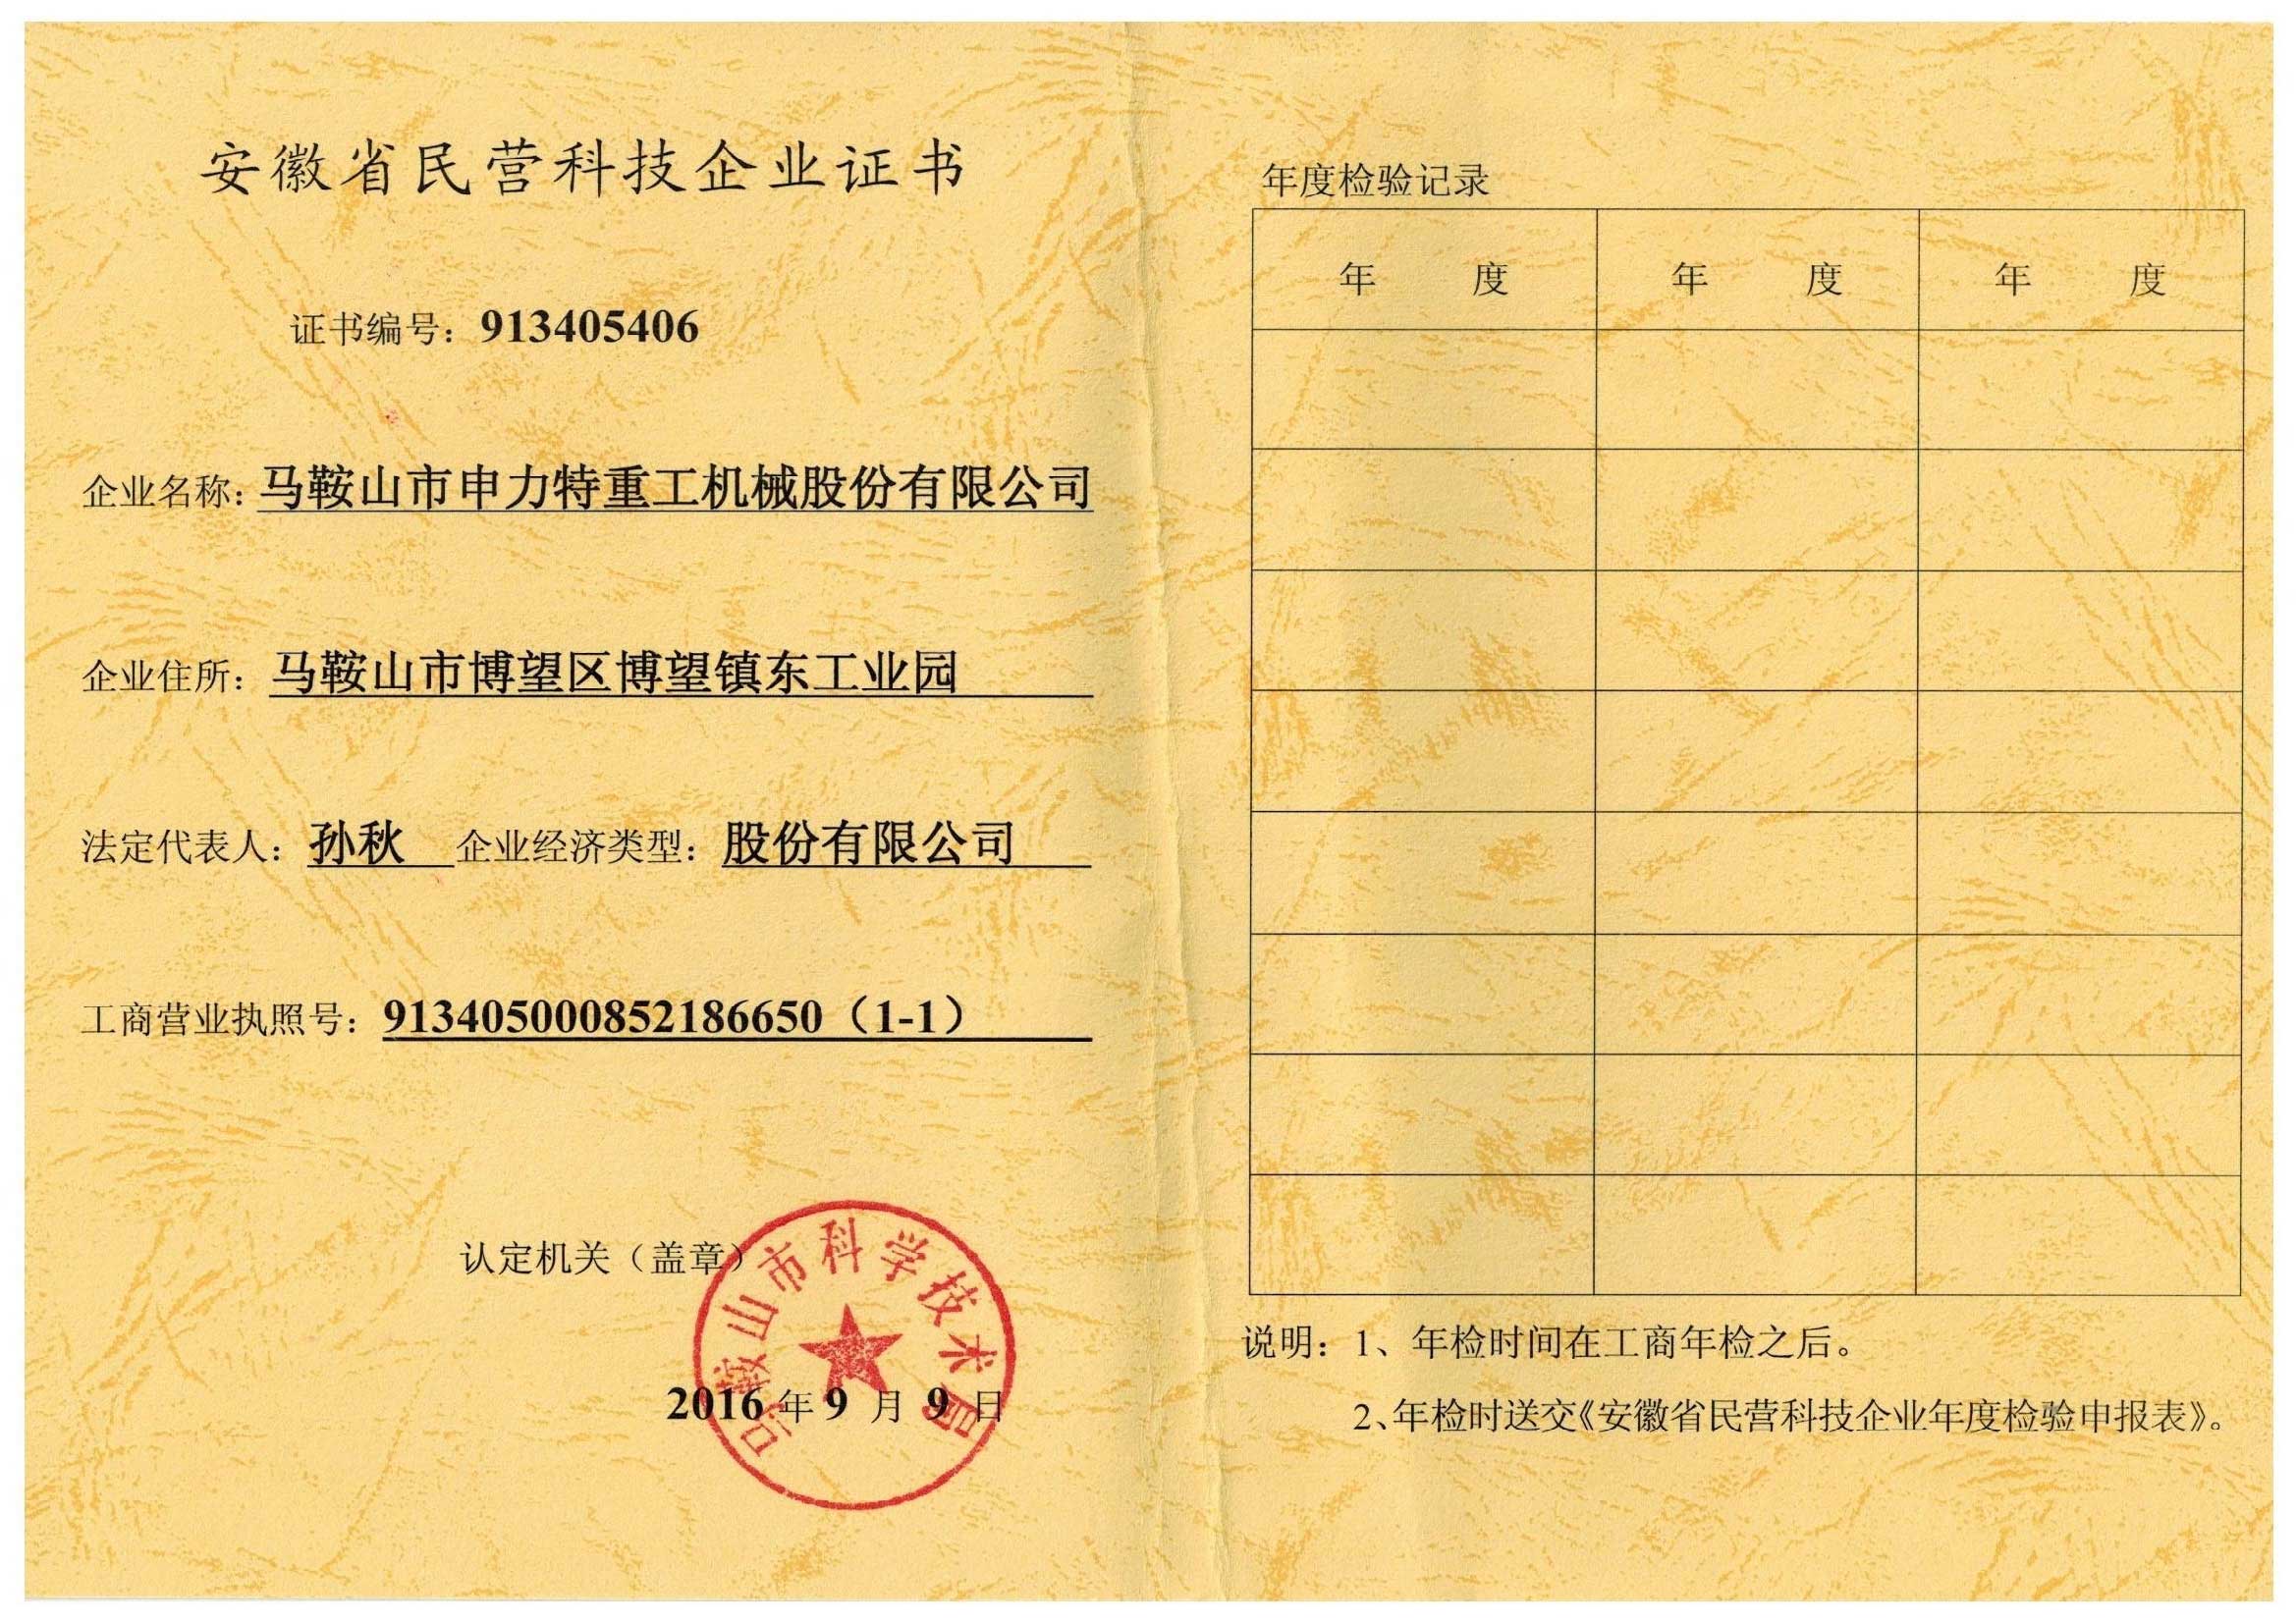 安徽省民营科技企业证书
证书编号：913405406
企业名称：马鞍山市申力特重工机械股份有限公司
企业住所：马鞍山市博望区博望镇东工业园
法定代表人：孙秋 企业经济类型：股份有限公司
工商营业执照号：913405000852186650（1-1）
认定机关（盖章）
马鞍山市科学技术局
2016年9月9日
年度检验记录
年 度 年 度 年 度
说明：1、年检时间在工商年检之后。
2、年检时送交《安徽省民营科技企业年度检验申报表》。